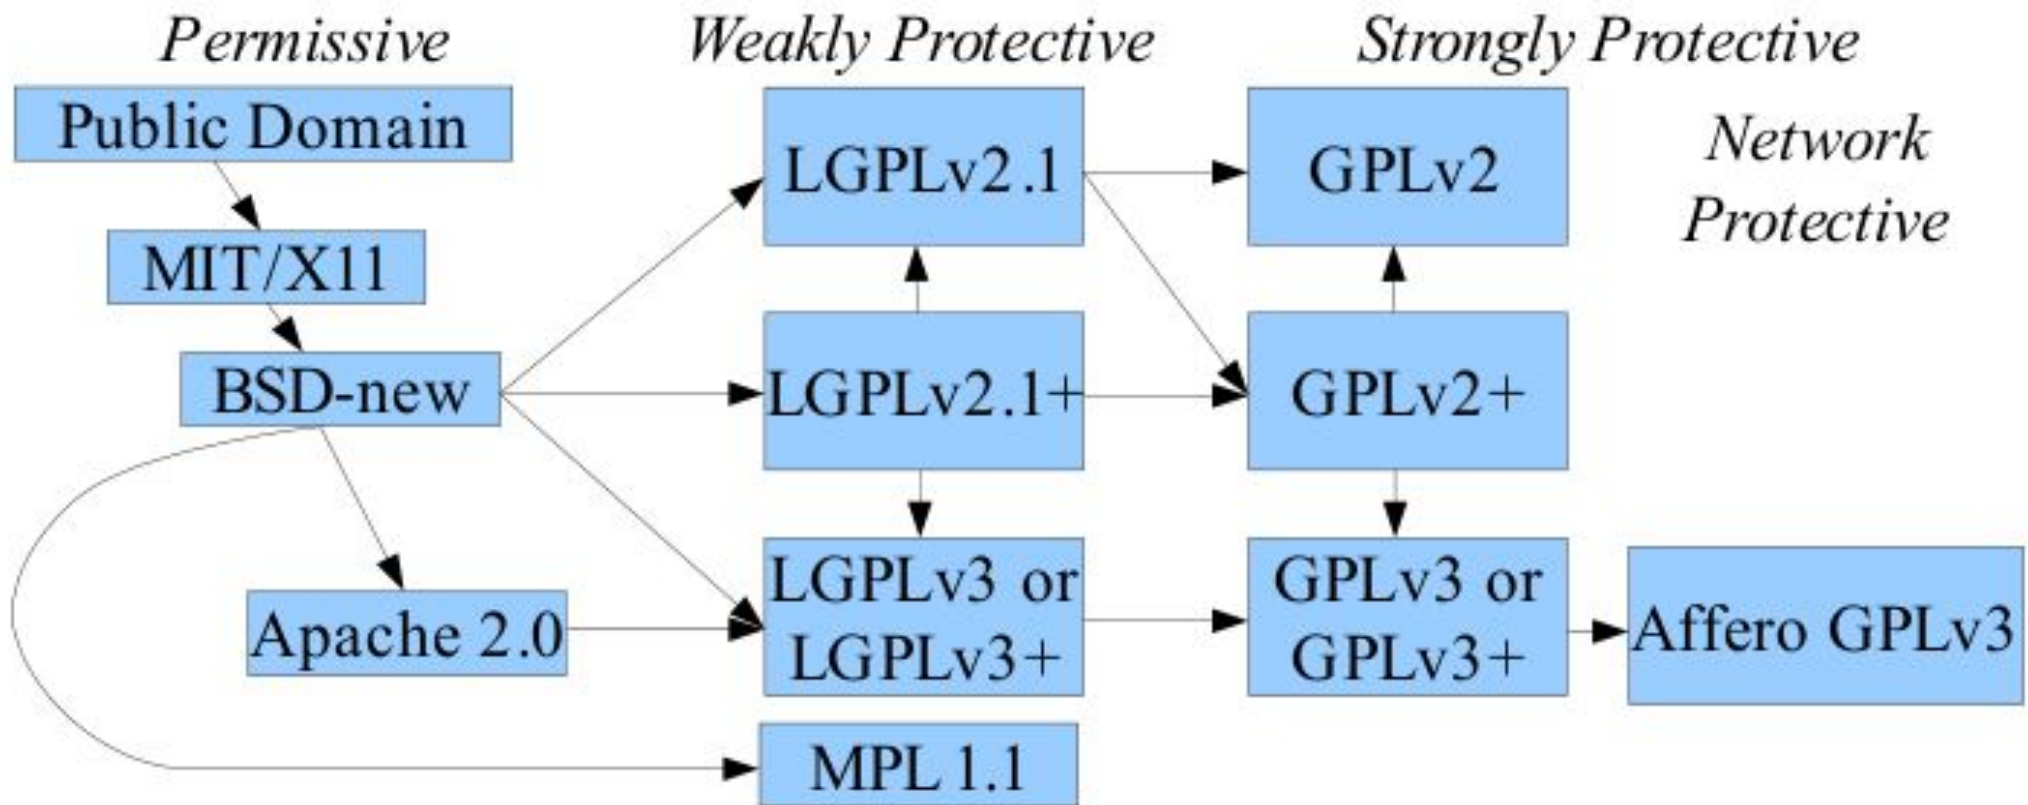 Permissive
Weakly Protective
Strongly Protective
Public Domain
LGPLv2.1
GPLv2
Network
Protective
MIT/X11
BSD-new
LGPLv2.1+
GPLv2+
Apache 2.0
LGPLv3 or
LGPLv3+
GPLv3 or
GPLv3+
Affero GPLv3
MPL 1.1